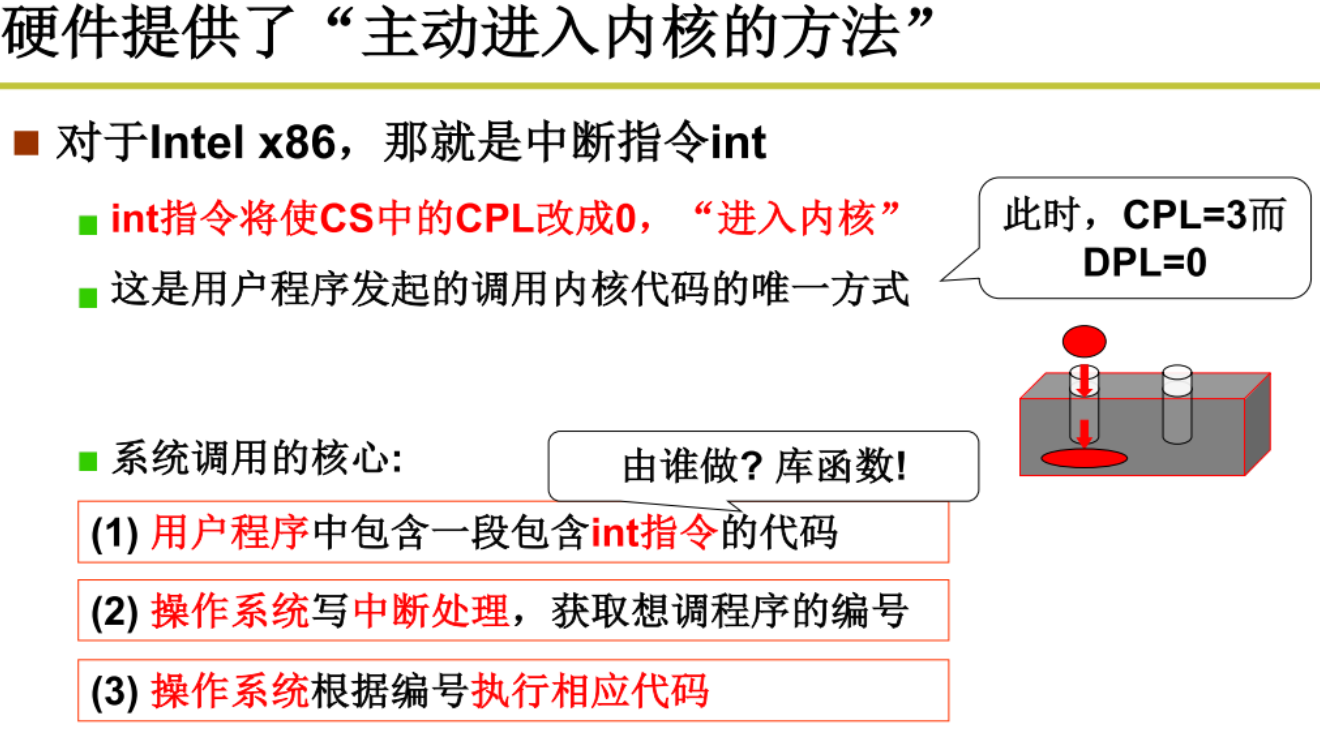 硬件提供了“主动进入内核的方法”
对于Intel x86，那就是中断指令int
int指令将使CS中的CPL改成0，“进入内核”
此时，CPL=3而
DPL=0
这是用户程序发起的调用内核代码的唯一方式
系统调用的核心:
由谁做? 库函数!
(1) 用户程序中包含一段包含int指令的代码
(2) 操作系统写中断处理，获取想调程序的编号
(3) 操作系统根据编号执行相应代码